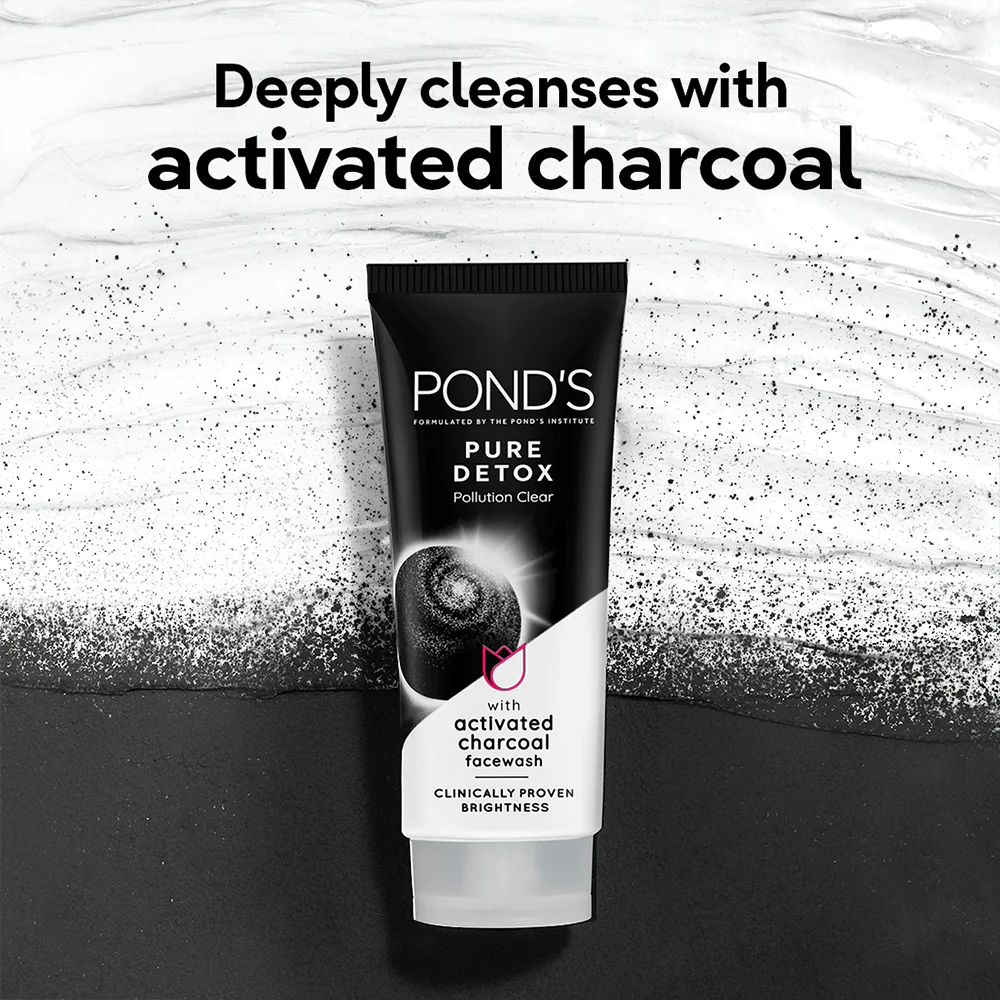 Deeply cleanses with
activated charcoal
POND'S
FORMULATED BY THE POND'S INSTITUTE
PURE
DETOX
Pollution Clear
with
activated
charcoal
facewash
CLINICALLY PROVEN
BRIGHTNESS